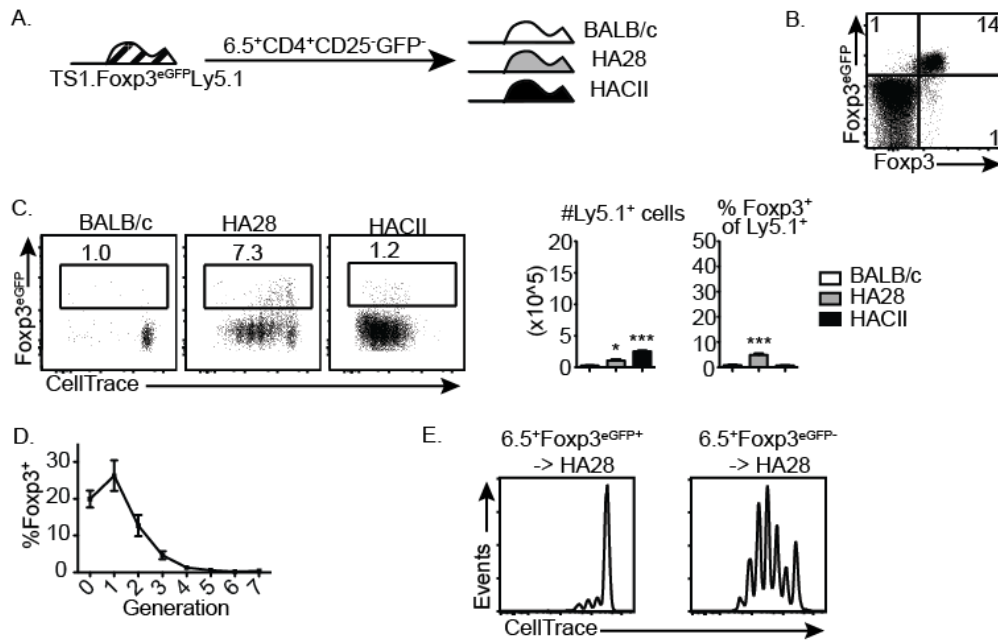 A.
6.5⁺CD4⁺CD25⁻GFP⁻
TS1.Foxp3ᵉᴳᶠᴾLy5.1
BALB/c
HA28
HACII
B.
1
14
1
Foxp3ᵉᴳᶠᴾ
Foxp3
C.
BALB/c
HA28
HACII
1.0
7.3
1.2
Foxp3ᵉᴳᶠᴾ
CellTrace
#Ly5.1⁺ cells
(x10^5)
20
15
10
5
0
*
***
% Foxp3⁺
of Ly5.1⁺
50
40
30
20
10
0
***
BALB/c
HA28
HACII
D.
%Foxp3⁺
30
20
10
0
0 1 2 3 4 5 6 7
Generation
E.
6.5⁺Foxp3ᵉᴳᶠᴾ⁺
-> HA28
6.5⁺Foxp3ᵉᴳᶠᴾ⁻
-> HA28
Events
CellTrace